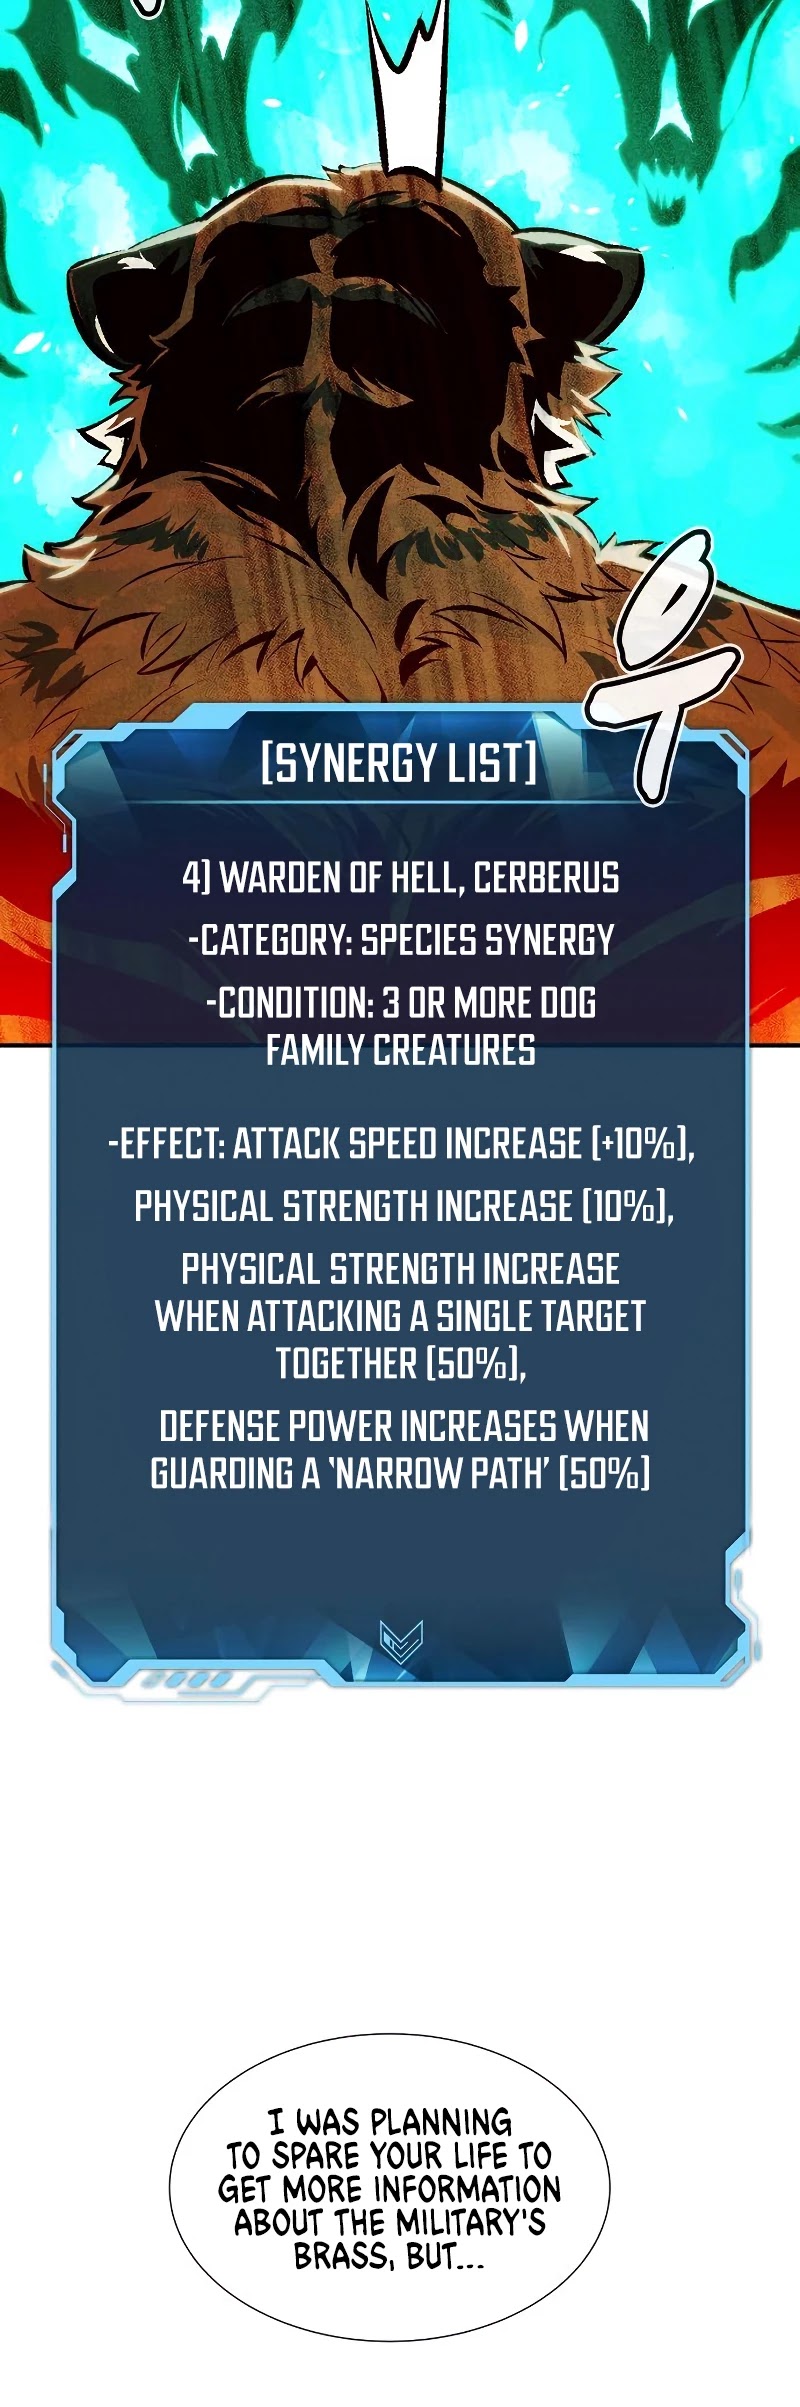 우
[SYNERGY LIST]
4) WARDEN OF HELL, CERBERUS
-CATEGORY: SPECIES SYNERGY
-CONDITION: 3 OR MORE DOG
FAMILY CREATURES
-EFFECT: ATTACK SPEED INCREASE (+10%),
PHYSICAL STRENGTH INCREASE (10%),
PHYSICAL STRENGTH INCREASE
WHEN ATTACKING A SINGLE TARGET
TOGETHER (50%),
DEFENSE POWER INCREASES WHEN
GUARDING A 'NARROW PATH' (50%)
I WAS PLANNING
TO SPARE YOUR LIFE TO
GET MORE INFORMATION
ABOUT THE MILITARY'S
BRASS, BUT...